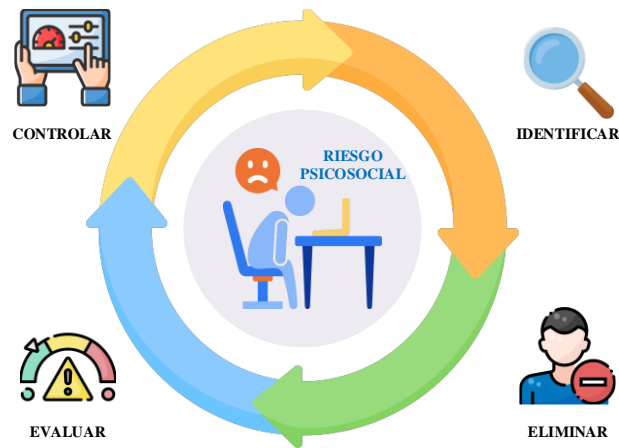 CONTROLAR
IDENTIFICAR
RIESGO
PSICOSOCIAL
EVALUAR
ELIMINAR